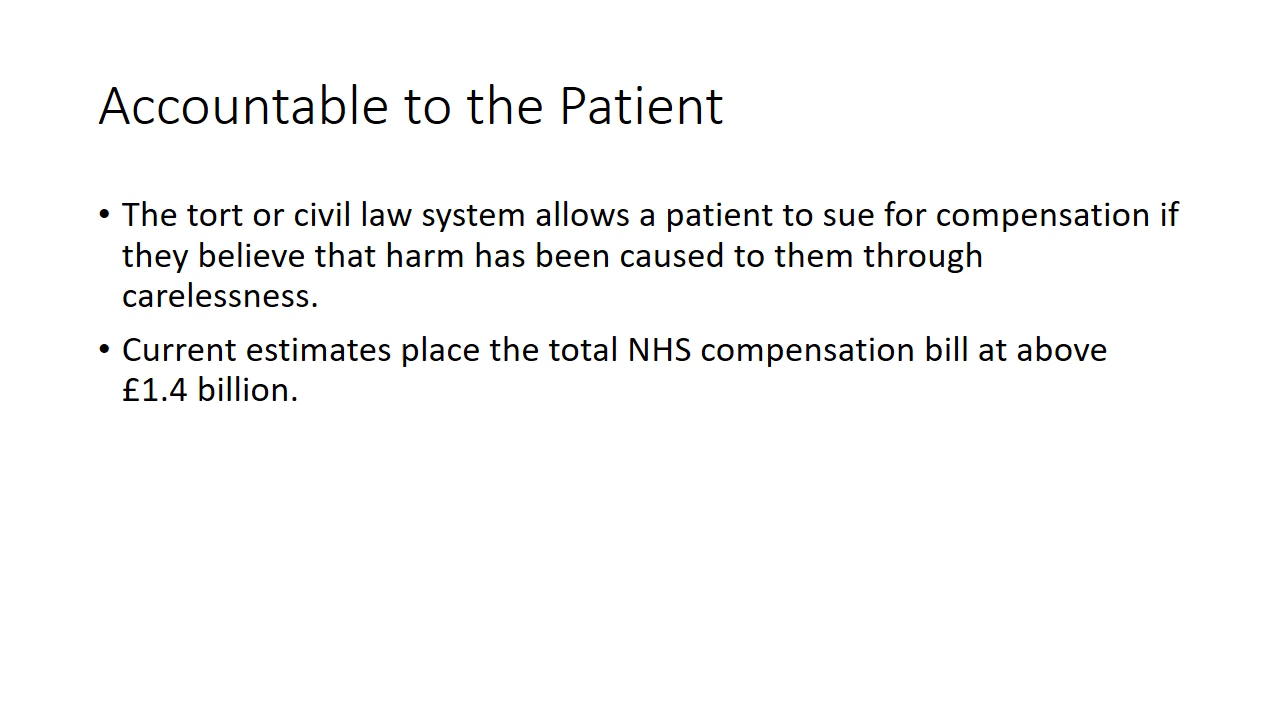 Accountable to the Patient
• The tort or civil law system allows a patient to sue for compensation if
they believe that harm has been caused to them through
carelessness.
• Current estimates place the total NHS compensation bill at above
£1.4 billion.